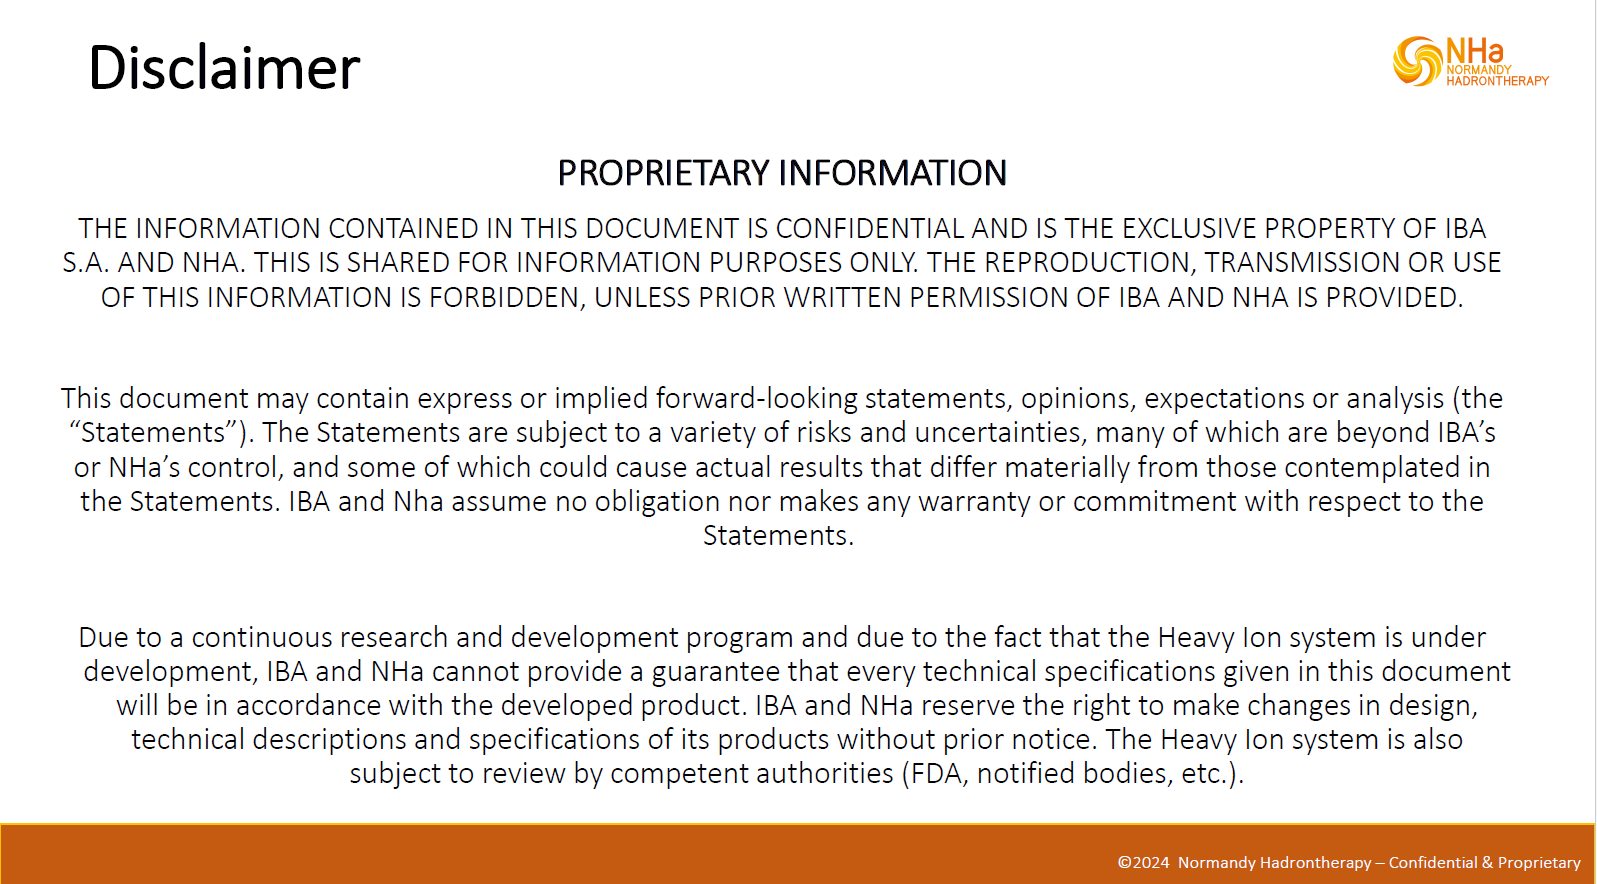 Disclaimer
NHa
NORMANDY
HADRONTHERAPY
PROPRIETARY INFORMATION
THE INFORMATION CONTAINED IN THIS DOCUMENT IS CONFIDENTIAL AND IS THE EXCLUSIVE PROPERTY OF IBA
S.A. AND NHA. THIS IS SHARED FOR INFORMATION PURPOSES ONLY. THE REPRODUCTION, TRANSMISSION OR USE
OF THIS INFORMATION IS FORBIDDEN, UNLESS PRIOR WRITTEN PERMISSION OF IBA AND NHA IS PROVIDED.
This document may contain express or implied forward-looking statements, opinions, expectations or analysis (the
“Statements”). The Statements are subject to a variety of risks and uncertainties, many of which are beyond IBA’s
or NHa’s control, and some of which could cause actual results that differ materially from those contemplated in
the Statements. IBA and Nha assume no obligation nor makes any warranty or commitment with respect to the
Statements.
Due to a continuous research and development program and due to the fact that the Heavy Ion system is under
development, IBA and NHa cannot provide a guarantee that every technical specifications given in this document
will be in accordance with the developed product. IBA and NHa reserve the right to make changes in design,
technical descriptions and specifications of its products without prior notice. The Heavy Ion system is also
subject to review by competent authorities (FDA, notified bodies, etc.).
©2024 Normandy Hadrontherapy – Confidential & Proprietary